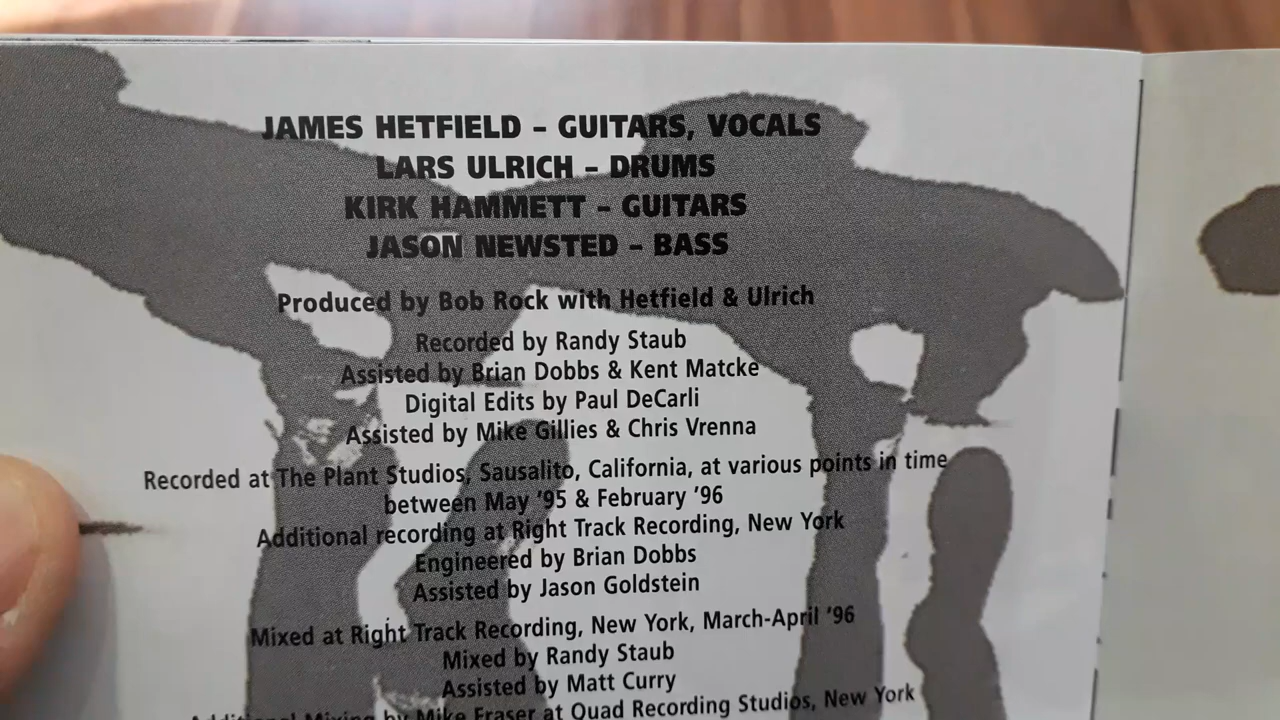 JAMES HETFIELD – GUITARS, VOCALS
LARS ULRICH – DRUMS
KIRK HAMMETT – GUITARS
JASON NEWSTED – BASS
Produced by Bob Rock with Hetfield & Ulrich
Recorded by Randy Staub
Assisted by Brian Dobbs & Kent Matcke
Digital Edits by Paul DeCarli
Assisted by Mike Gillies & Chris Vrenna
Recorded at The Plant Studios, Sausalito, California, at various points in time
between May '95 & February '96
Additional recording at Right Track Recording, New York
Engineered by Brian Dobbs
Assisted by Jason Goldstein
Mixed at Right Track Recording, New York, March-April '96
Mixed by Randy Staub
Assisted by Matt Curry
Additional Mixing by Mike Fraser at Quad Recording Studios, New York